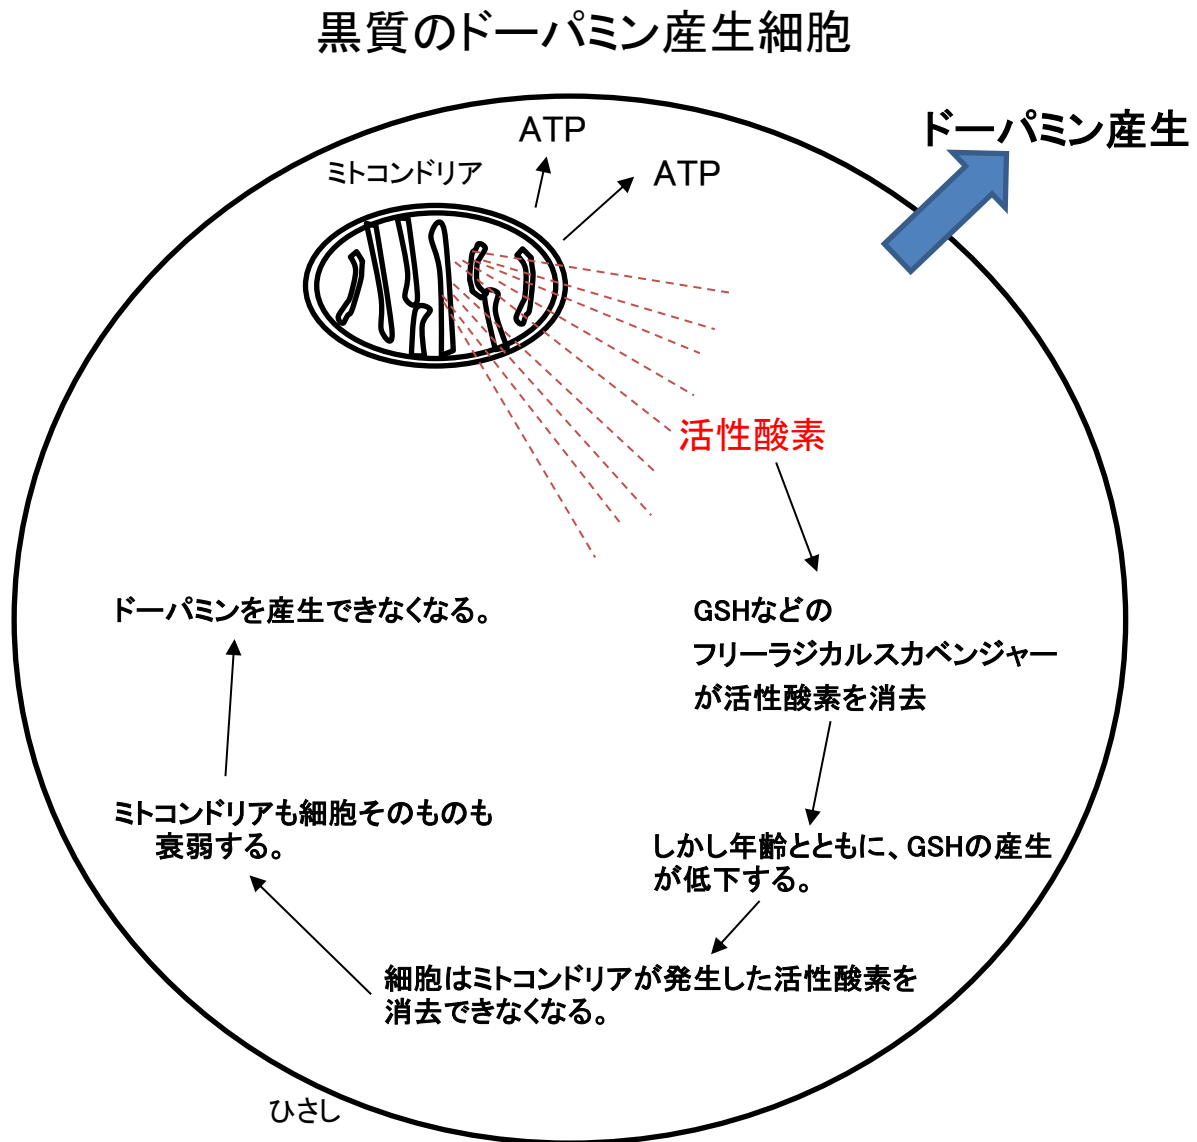 黒質のドーパミン産生細胞
ドーパミン産生
ATP
ミトコンドリア
ATP
活性酸素
GSHなどの
フリーラジカルスカベンジャー
が活性酸素を消去
しかし年齢とともに、GSHの産生
が低下する。
細胞はミトコンドリアが発生した活性酸素を
消去できなくなる。
ミトコンドリアも細胞そのものも
衰弱する。
ドーパミンを産生できなくなる。
ひさし